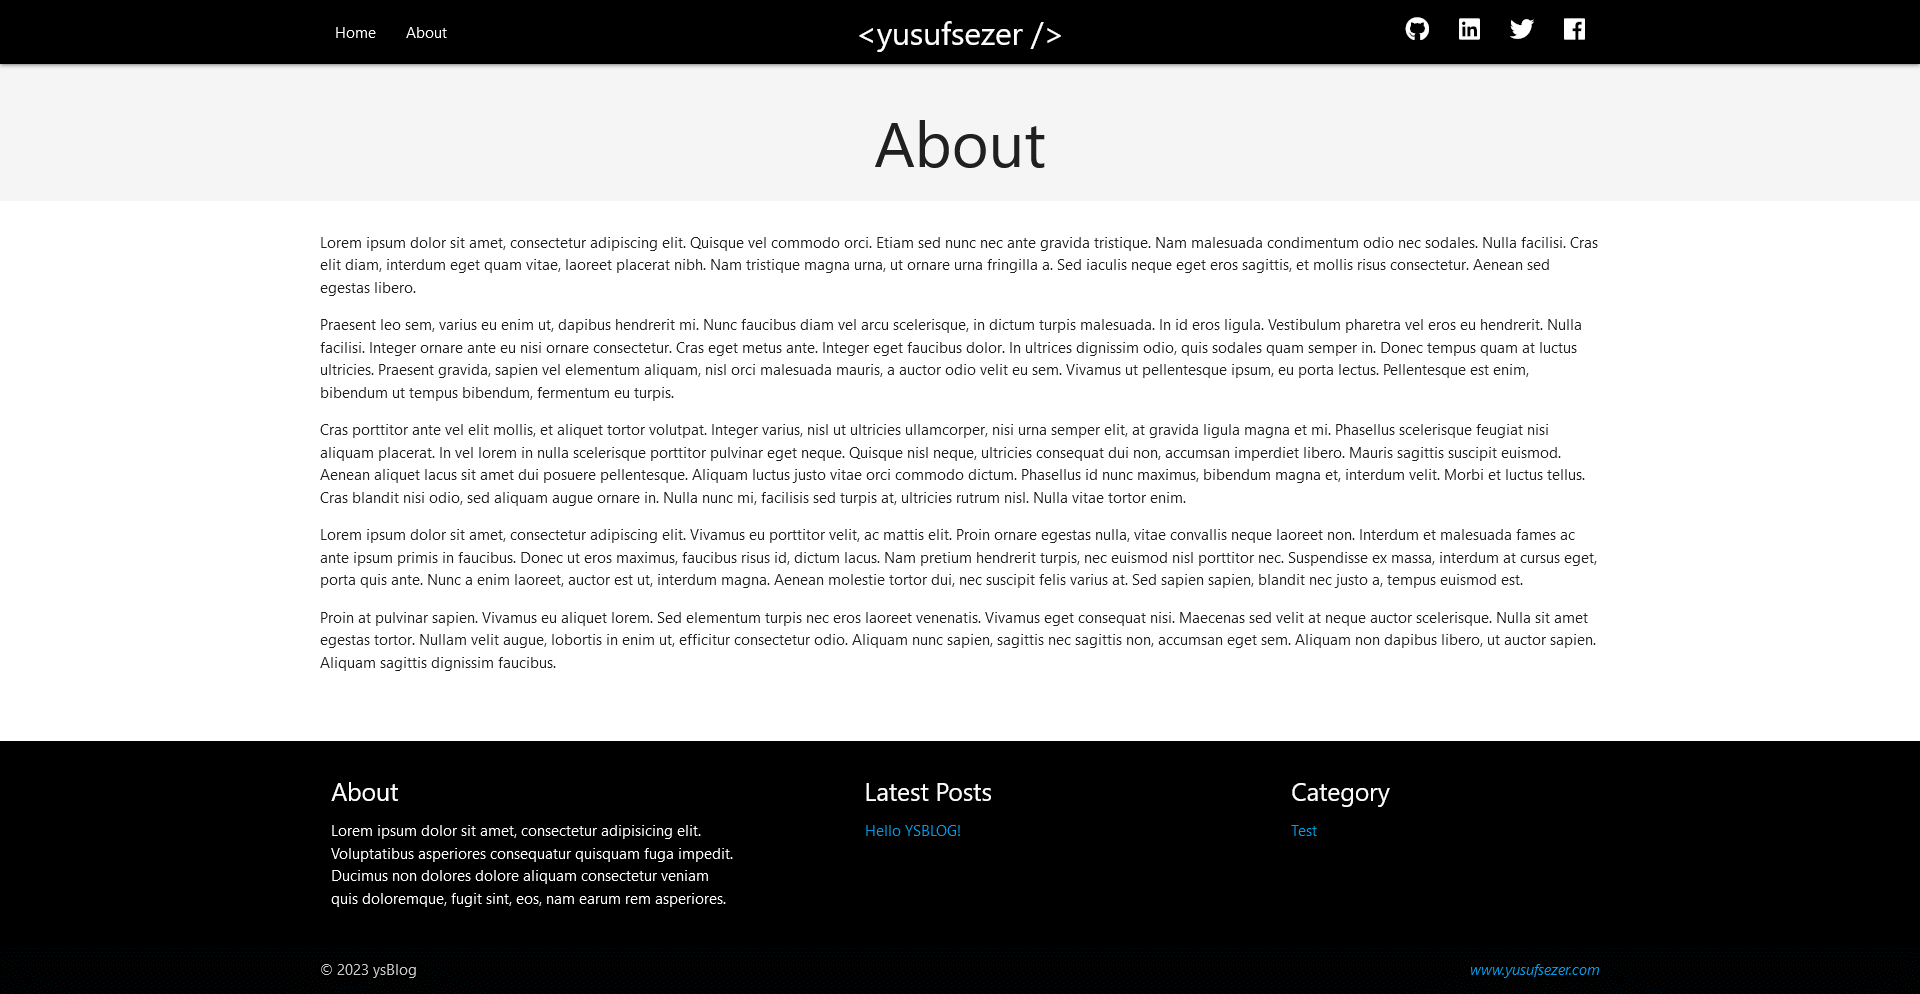 Home About <yusufsezer />
About
Lorem ipsum dolor sit amet, consectetur adipiscing elit. Quisque vel commodo orci. Etiam sed nunc nec ante gravida tristique. Nam malesuada condimentum odio nec sodales. Nulla facilisi. Cras
elit diam, interdum eget quam vitae, laoreet placerat nibh. Nam tristique magna urna, ut ornare urna fringilla a. Sed iaculis neque eget eros sagittis, et mollis risus consectetur. Aenean sed
egestas libero.
Praesent leo sem, varius eu enim ut, dapibus hendrerit mi. Nunc faucibus diam vel arcu scelerisque, in dictum turpis malesuada. In id eros ligula. Vestibulum pharetra vel eros eu hendrerit. Nulla
facilisi. Integer ornare ante eu nisi ornare consectetur. Cras eget metus ante. Integer eget faucibus dolor. In ultrices dignissim odio, quis sodales quam semper in. Donec tempus quam at luctus
ultricies. Praesent gravida, sapien vel elementum aliquam, nisl orci malesuada mauris, a auctor odio velit eu sem. Vivamus ut pellentesque ipsum, eu porta lectus. Pellentesque est enim,
bibendum ut tempus bibendum, fermentum eu turpis.
Cras porttitor ante vel elit mollis, et aliquet tortor volutpat. Integer varius, nisl ut ultricies ullamcorper, nisi urna semper elit, at gravida ligula magna et mi. Phasellus scelerisque feugiat nisi
aliquam placerat. In vel lorem in nulla scelerisque porttitor pulvinar eget neque. Quisque nisl neque, ultricies consequat dui non, accumsan imperdiet libero. Mauris sagittis suscipit euismod.
Aenean aliquet lacus sit amet dui posuere pellentesque. Aliquam luctus justo vitae orci commodo dictum. Phasellus id nunc maximus, bibendum magna et, interdum velit. Morbi et luctus tellus.
Cras blandit nisi odio, sed aliquam augue ornare in. Nulla nunc mi, facilisis sed turpis at, ultricies rutrum nisl. Nulla vitae tortor enim.
Lorem ipsum dolor sit amet, consectetur adipiscing elit. Vivamus eu porttitor velit, ac mattis elit. Proin ornare egestas nulla, vitae convallis neque laoreet non. Interdum et malesuada fames ac
ante ipsum primis in faucibus. Donec ut eros maximus, faucibus risus id, dictum lacus. Nam pretium hendrerit turpis, nec euismod nisl porttitor nec. Suspendisse ex massa, interdum at cursus eget,
porta quis ante. Nunc a enim laoreet, auctor est ut, interdum magna. Aenean molestie tortor dui, nec suscipit felis varius at. Sed sapien sapien, blandit nec justo a, tempus euismod est.
Proin at pulvinar sapien. Vivamus eu aliquet lorem. Sed elementum turpis nec eros laoreet venenatis. Vivamus eget consequat nisi. Maecenas sed velit at neque auctor scelerisque. Nulla sit amet
egestas tortor. Nullam velit augue, lobortis in enim ut, efficitur consectetur odio. Aliquam nunc sapien, sagittis nec sagittis non, accumsan eget sem. Aliquam non dapibus libero, ut auctor sapien.
Aliquam sagittis dignissim faucibus.
About
Lorem ipsum dolor sit amet, consectetur adipisicing elit.
Voluptatibus asperiores consequatur quisquam fuga impedit.
Ducimus non dolores dolore aliquam consectetur veniam
quis doloremque, fugit sint, eos, nam earum rem asperiores.
Latest Posts
Hello YSBLOG!
Category
Test
© 2023 ysBlog
www.yusufsezer.com